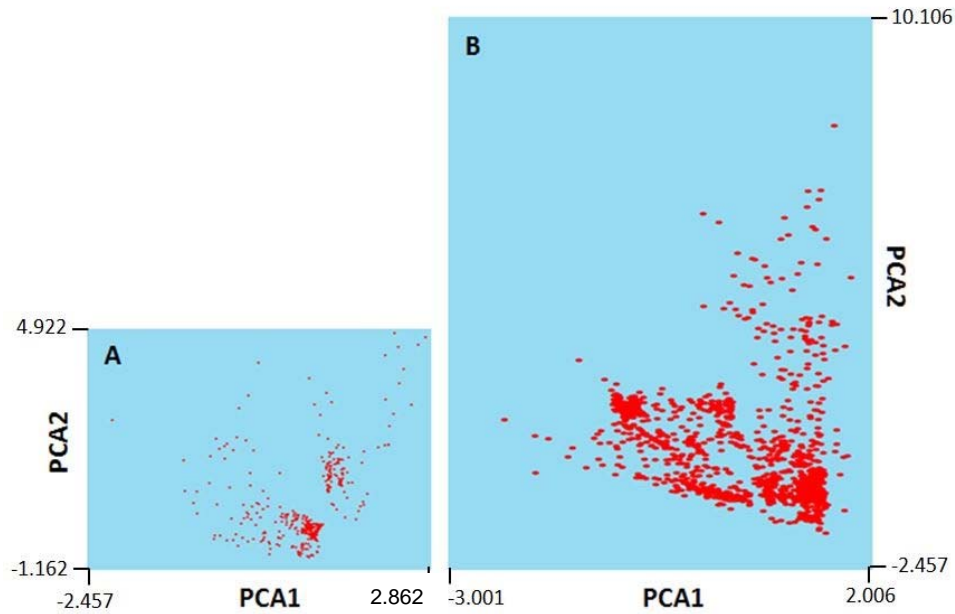 A
4.922
PCA2
-1.162
-2.457
PCA1
2.862
B
10.106
PCA2
-2.457
-3.001
PCA1
2.006